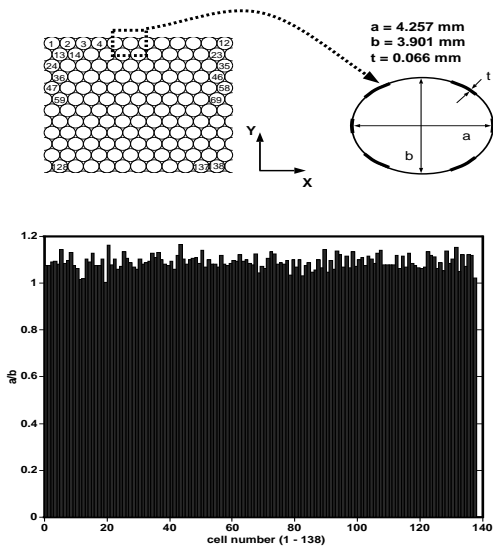 a = 4.257 mm
b = 3.901 mm
t = 0.066 mm
1 2 3 4 12
13 14 23
24 35
36 46
47 58
59 69
128 137 138
Y
X
t
a
b
1.2
1
0.8
0.6
0.4
0.2
0
a/b
0 20 40 60 80 100 120 140
cell number (1 - 138)